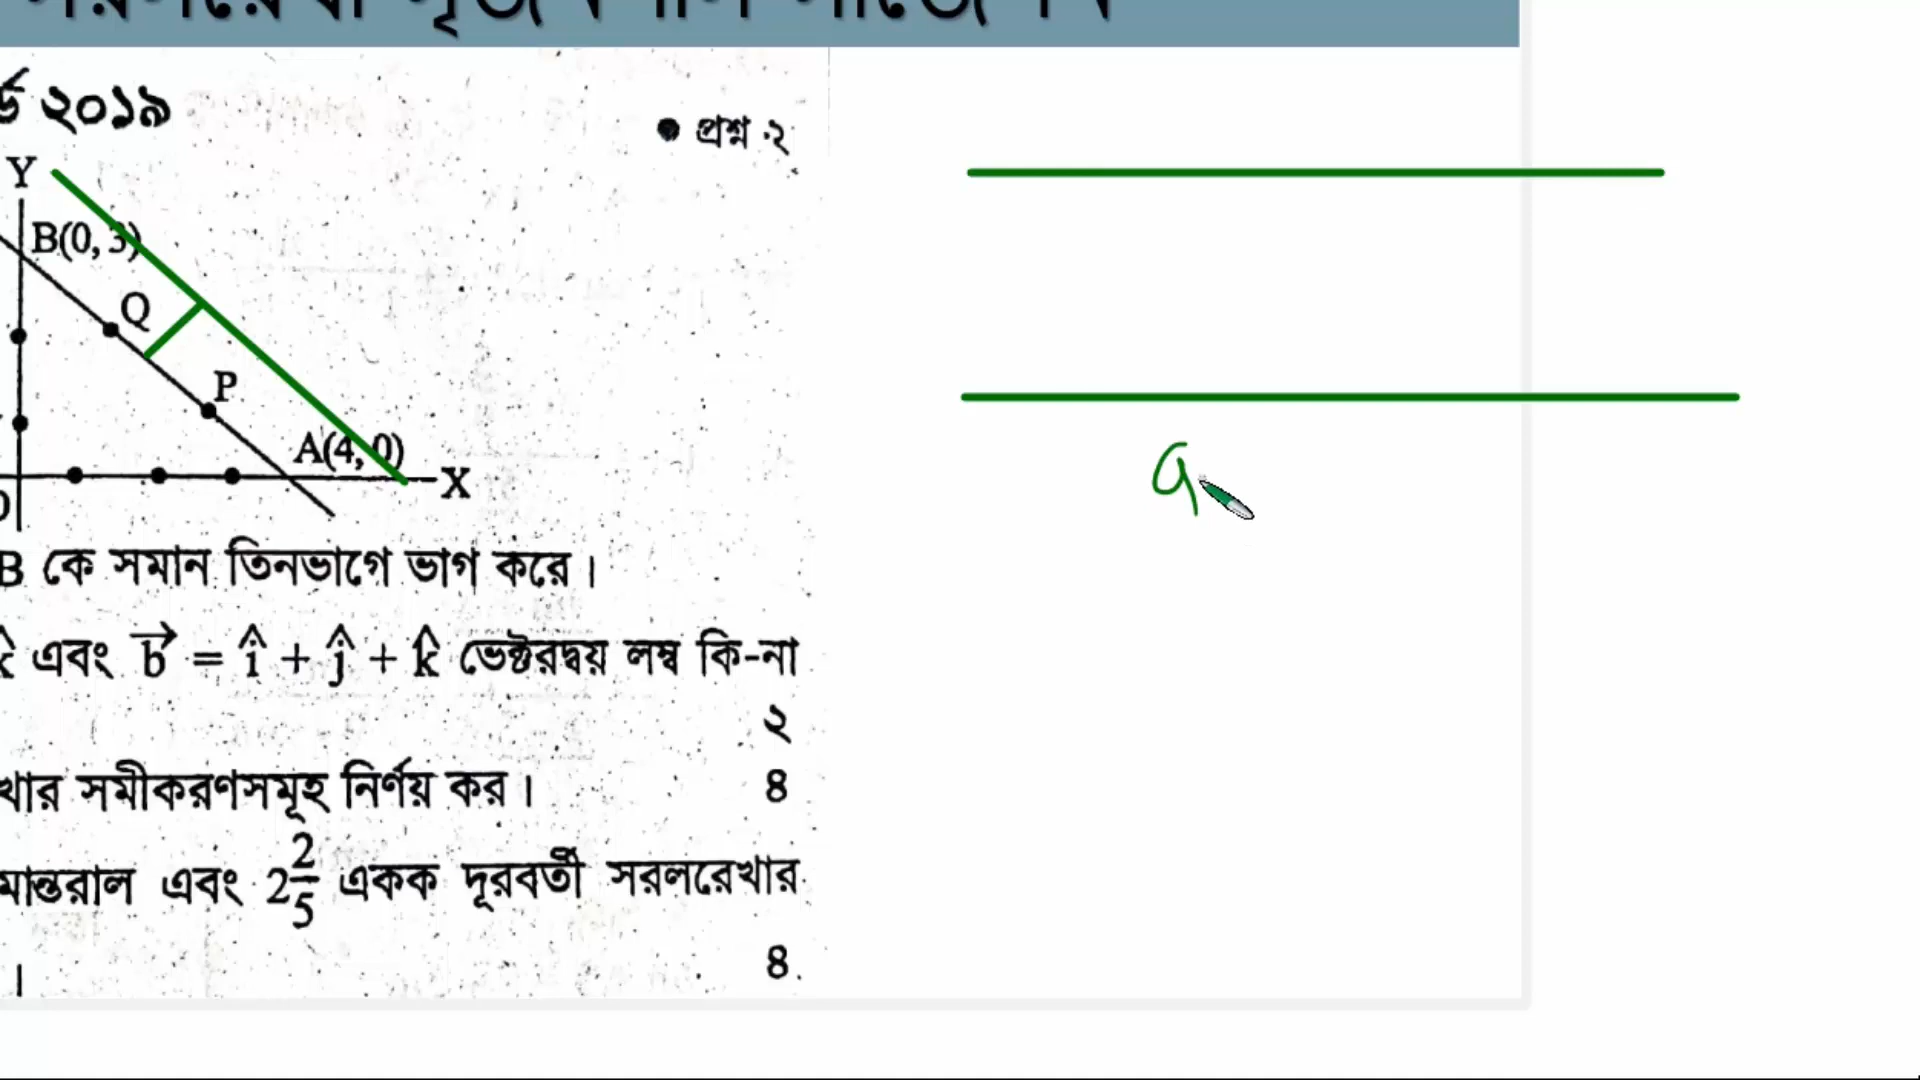 ২০১৯
● প্রশ্ন ২
Y
B(0, 3)
Q
P
A(4, 0)
X
B কে সমান তিনভাগে ভাগ করে।
এবং b⃗ = î + ĵ + k̂ ভেক্টরদ্বয় লম্ব কি-না
২
সমীকরণসমূহ নির্ণয় কর।
৪
এবং 2 2/5 একক দূরবর্তী সরলরেখার
৪
a